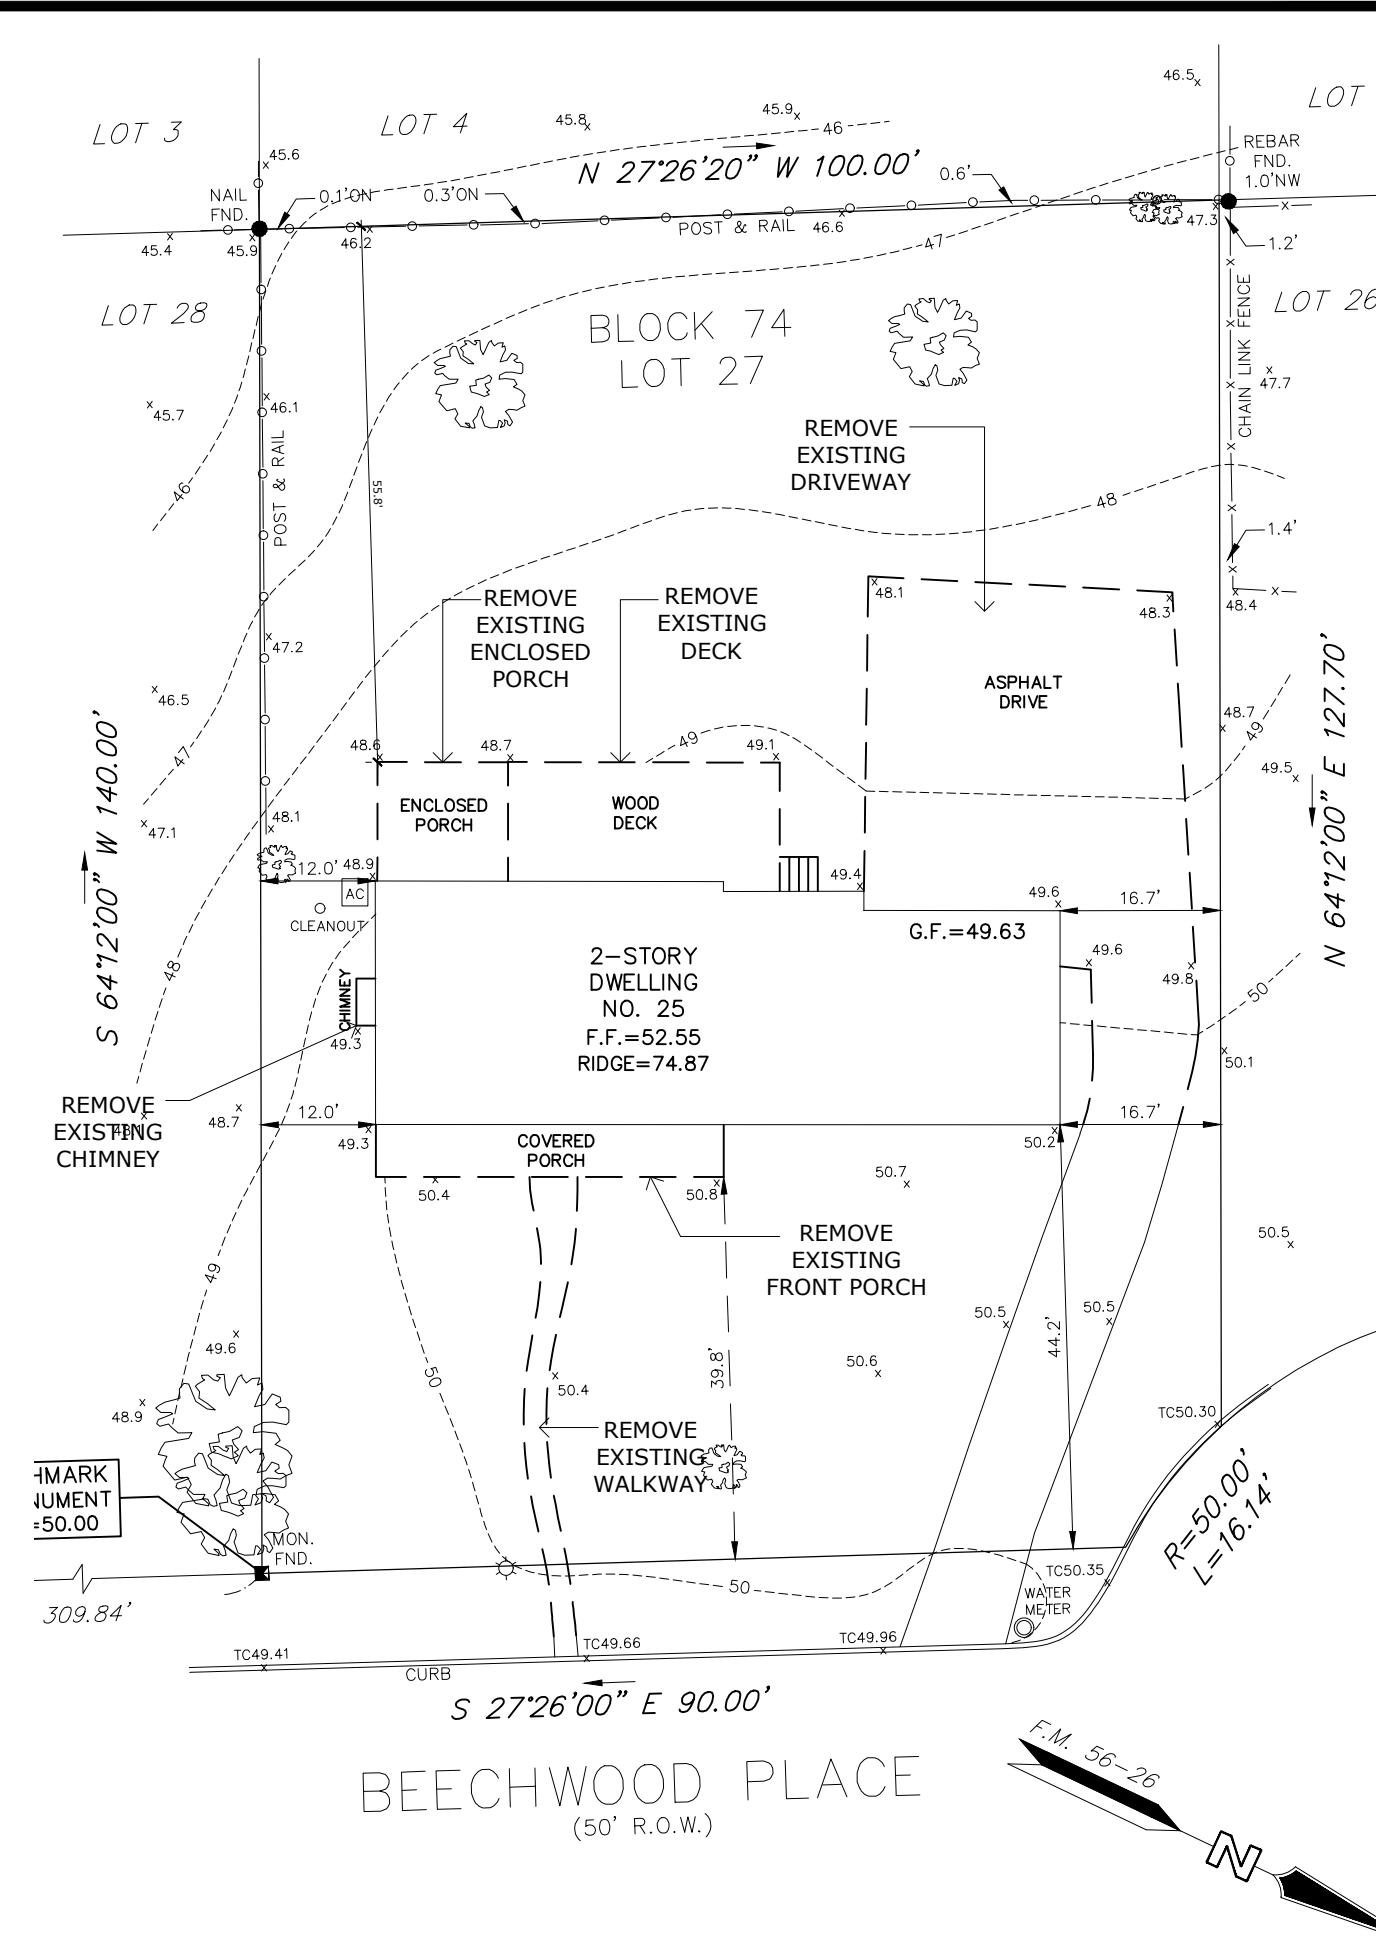 46.5
LOT
LOT 3
LOT 4
45.8
45.9
46
N 27°26'20" W 100.00'
REBAR
FND.
1.0'NW
45.6
NAIL
FND.
0.1'ON
0.3'ON
0.6'
POST & RAIL
45.4
45.9
46.2
46.6
47.3
47
1.2'
LOT 28
BLOCK 74
LOT 27
LOT 26
CHAIN LINK FENCE
47.7
45.7
46.1
POST & RAIL
46
55.8'
REMOVE
EXISTING
DRIVEWAY
48
1.4'
48.1
48.3
48.4
REMOVE
EXISTING
ENCLOSED
PORCH
REMOVE
EXISTING
DECK
47.2
46.5
47
ASPHALT
DRIVE
48.7
49
49.5
N 64°12'00" E 127.70'
S 64°12'00" W 140.00'
48.6
48.7
49
49.1
47.1
48.1
ENCLOSED
PORCH
WOOD
DECK
12.0'
48.9
AC
CLEANOUT
49.4
49.6
16.7'
G.F.=49.63
49.6
49.8
50
48
CHIMNEY
49.3
2-STORY
DWELLING
NO. 25
F.F.=52.55
RIDGE=74.87
50.1
REMOVE
EXISTING
CHIMNEY
48.7
12.0'
49.3
COVERED
PORCH
50.2
16.7'
50.4
50.8
50.7
REMOVE
EXISTING
FRONT PORCH
50.5
49
49.6
50
50.4
39.8'
50.6
50.5
50.5
44.2'
48.9
TC50.30
REMOVE
EXISTING
WALKWAY
HMARK
NUMENT
=50.00
MON.
FND.
R=50.00'
L=16.14'
50
TC50.35
WATER
METER
309.84'
TC49.41
TC49.66
TC49.96
CURB
S 27°26'00" E 90.00'
BEECHWOOD PLACE
(50' R.O.W.)
F.M. 56-26
N